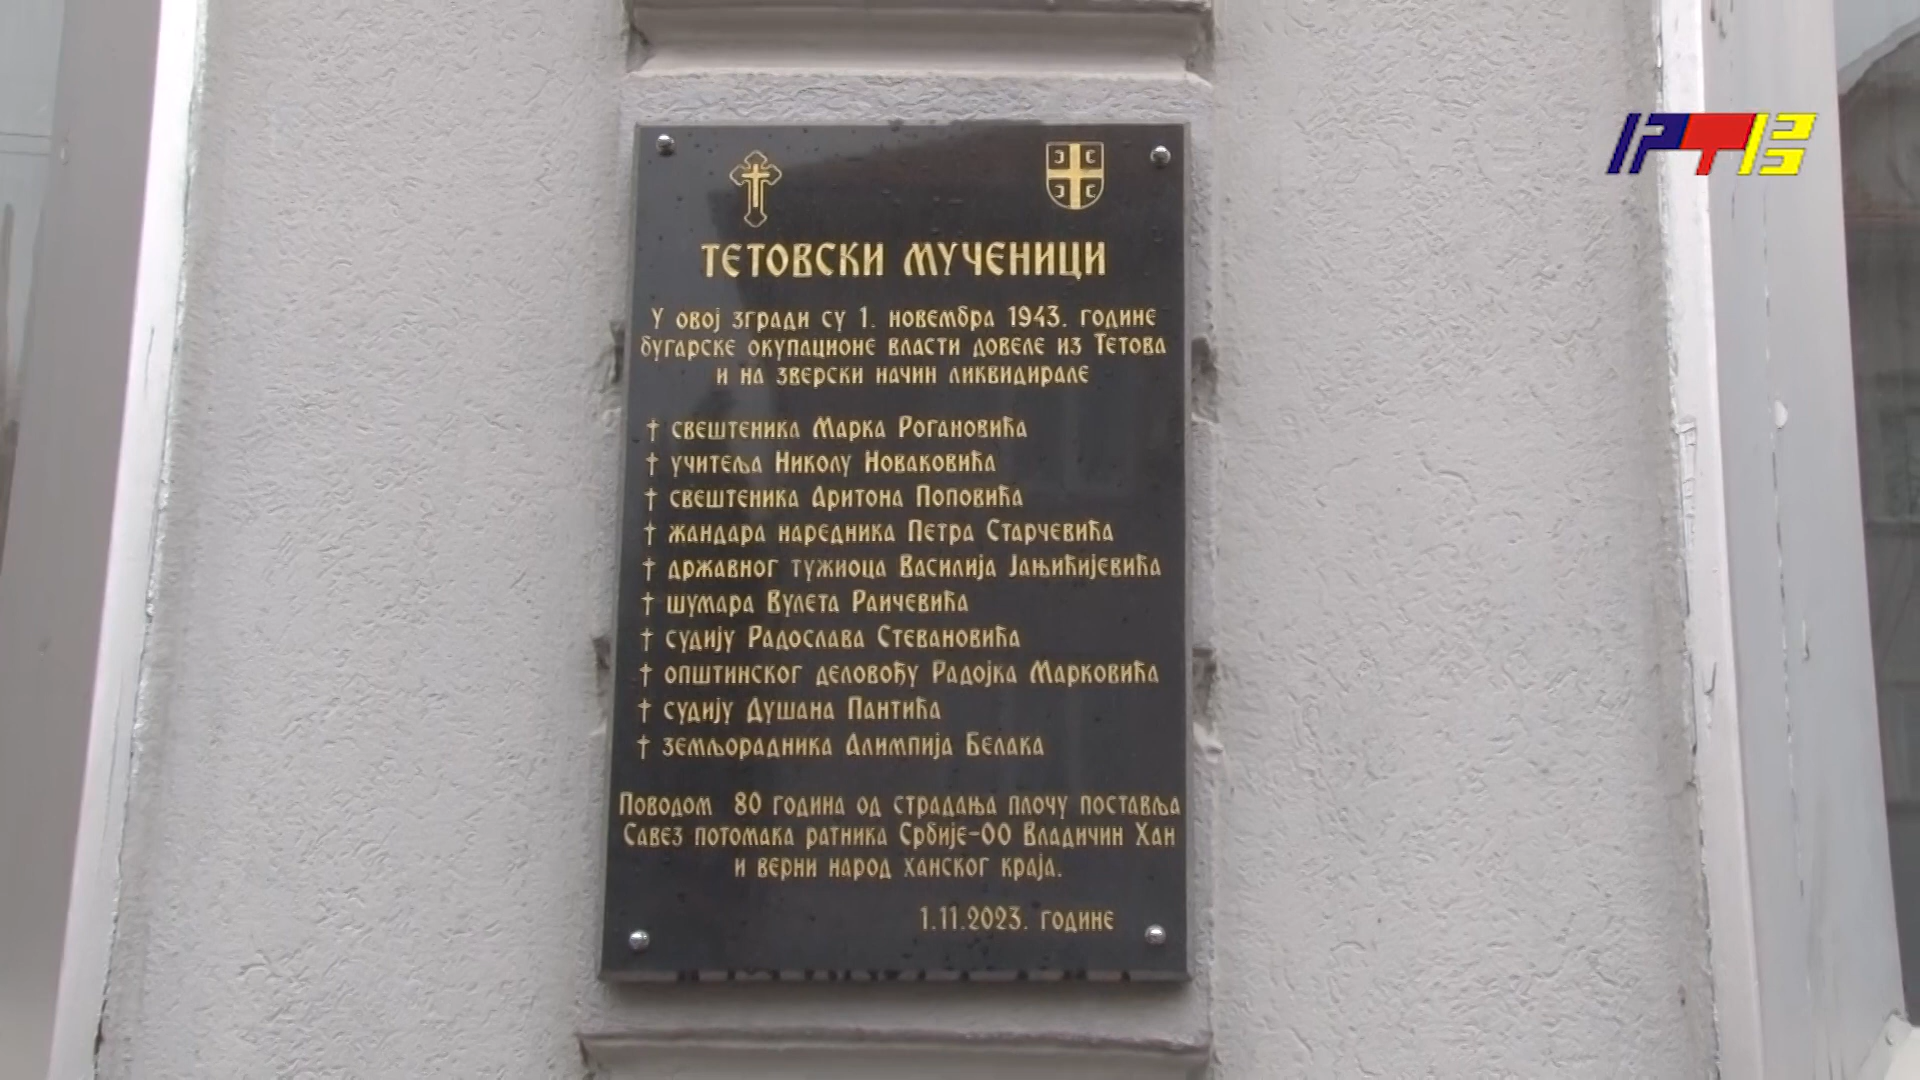 РТВ
ТЕТОВСКИ МУЧЕНИЦИ
У овој згради су 1. новембра 1943. године
бугарске окупационе власти довеле из Тетова
и на зверски начин ликвидирале
† свештеника Марка Рогановића
† учитеља Николу Новаковића
† свештеника Аритона Поповића
† жандара наредника Петра Старчевића
† државног тужиоца Василија Јањићијевића
† шумара Вулета Раичевића
† судију Радослава Стевановића
† општинског деловођу Радојка Марковића
† судију Душана Пантића
† земљорадника Алимпија Белака
Поводом 80 година од страдања плочу поставља
Савез потомака ратника Србије-ОО Владичин Хан
и верни народ ханског краја.
1.11.2023. године